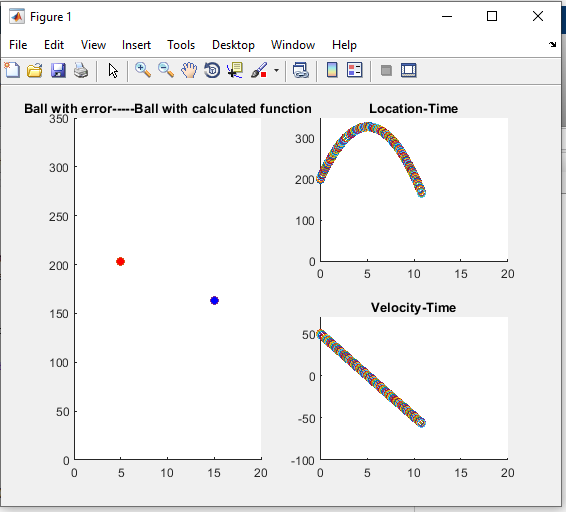 Figure 1
File Edit View Insert Tools Desktop Window Help
Ball with error-----Ball with calculated function
350
300
250
200
150
100
50
0
0 5 10 15 20
Location-Time
300
200
100
0
0 5 10 15 20
Velocity-Time
50
0
-50
-100
0 5 10 15 20